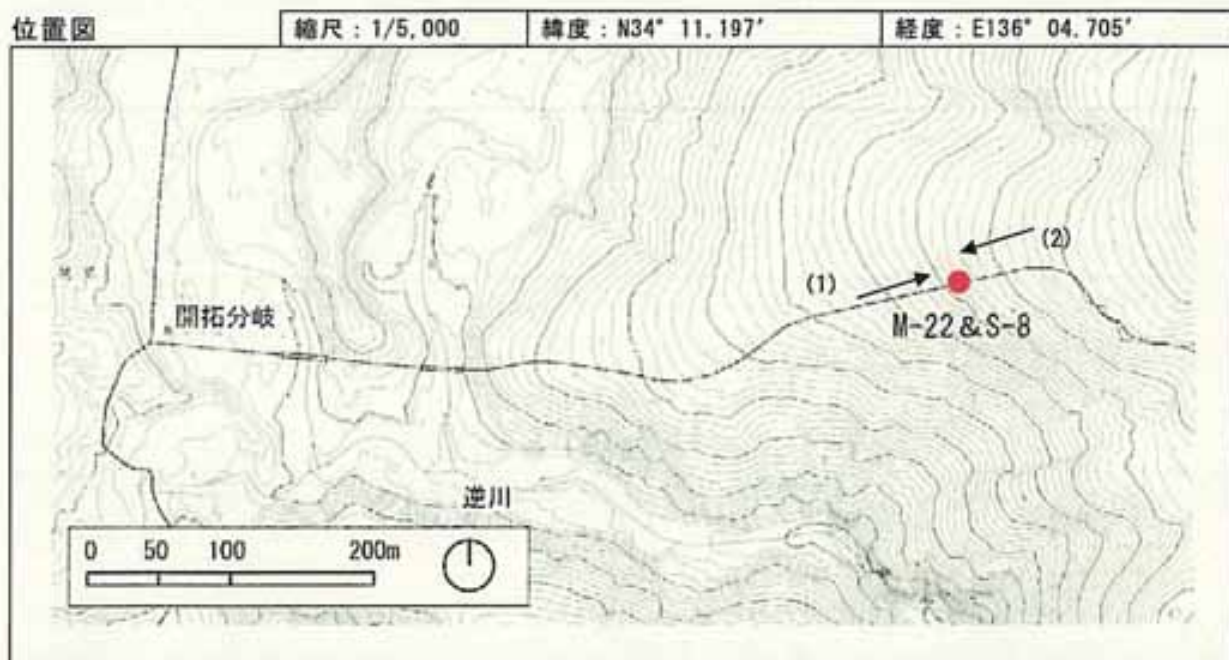 位置図
縮尺：1/5,000
緯度：N34° 11.197′
経度：E136° 04.705′
(2)
(1)
開拓分岐
M-22＆S-8
逆川
0 50 100 200m